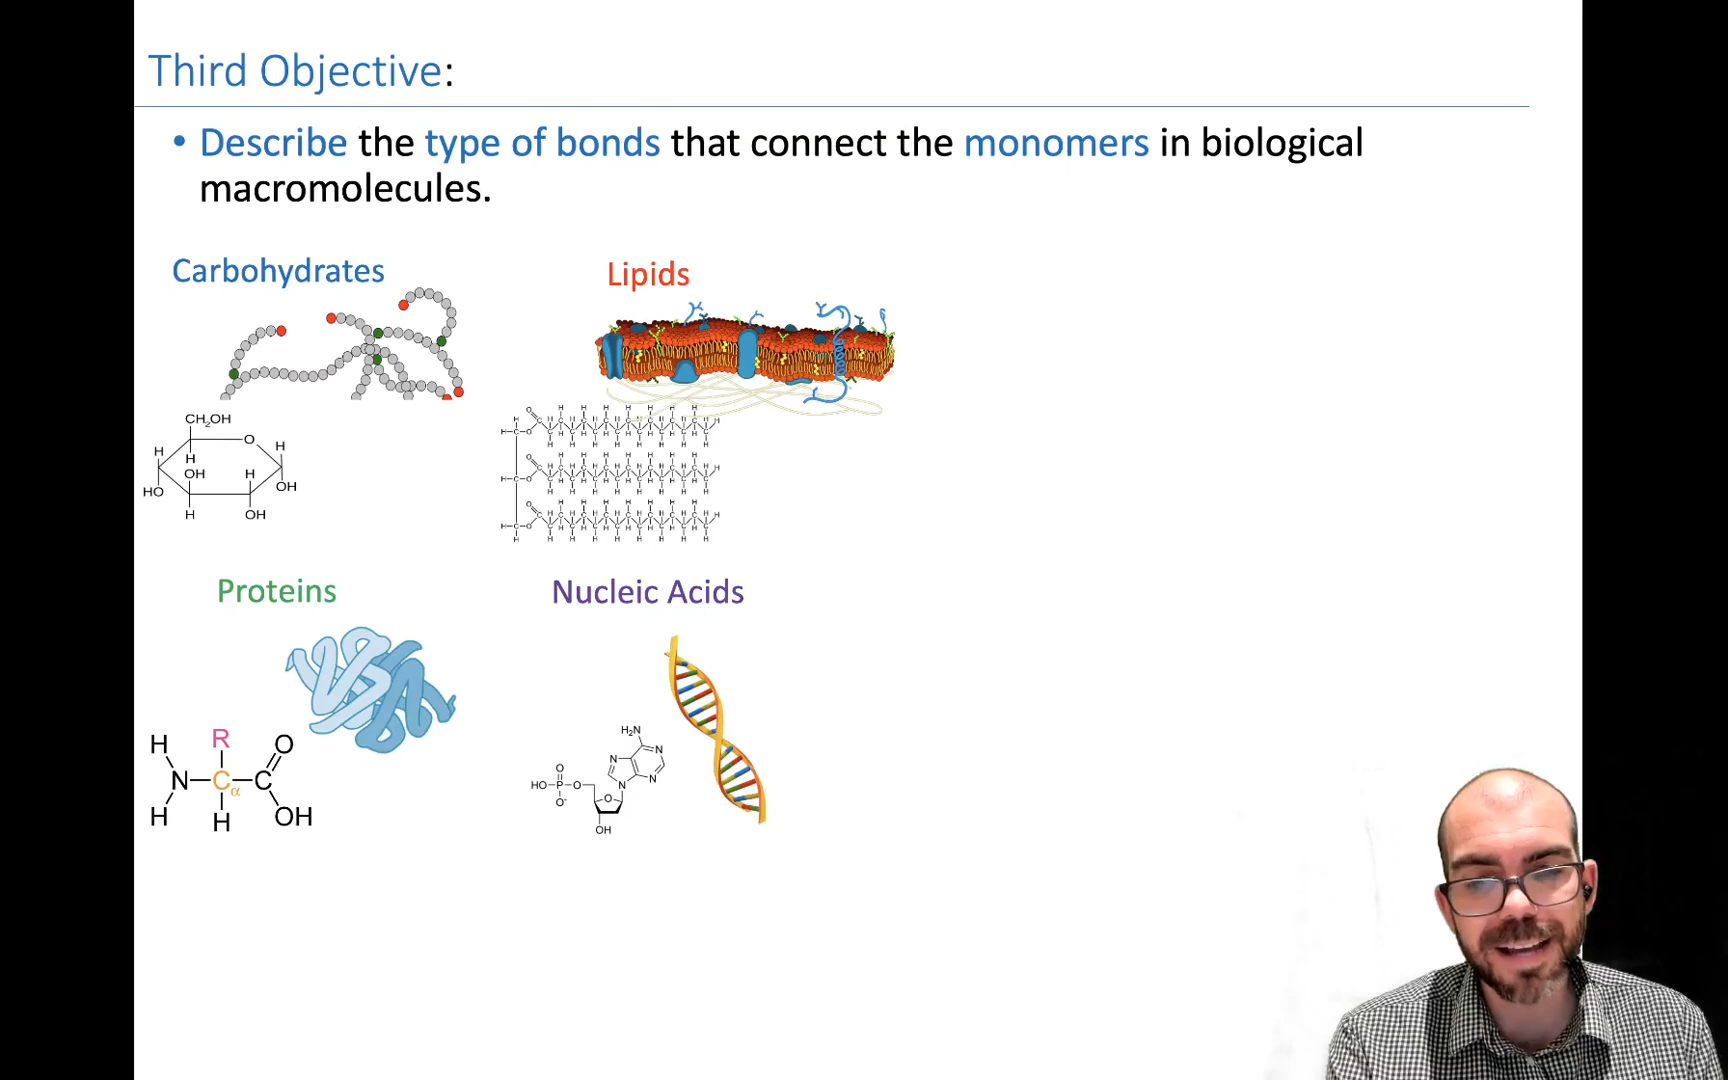 Third Objective:
• Describe the type of bonds that connect the monomers in biological
macromolecules.
Carbohydrates
Lipids
CH2OH
O
H
H
H
OH
H
HO
OH
H
OH
Proteins
Nucleic Acids
H
R
O
N
Cα
C
H
H
OH
H2N
N
N
N
N
O
HO
P
O
O-
O
OH